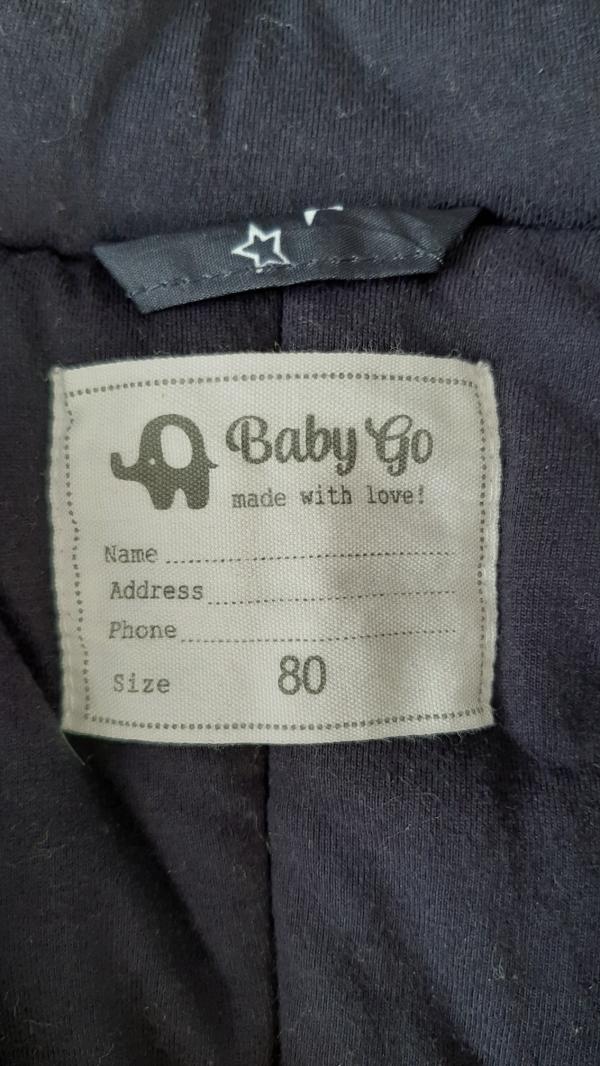 Baby Go
made with love!
Name
Address
Phone
Size 80